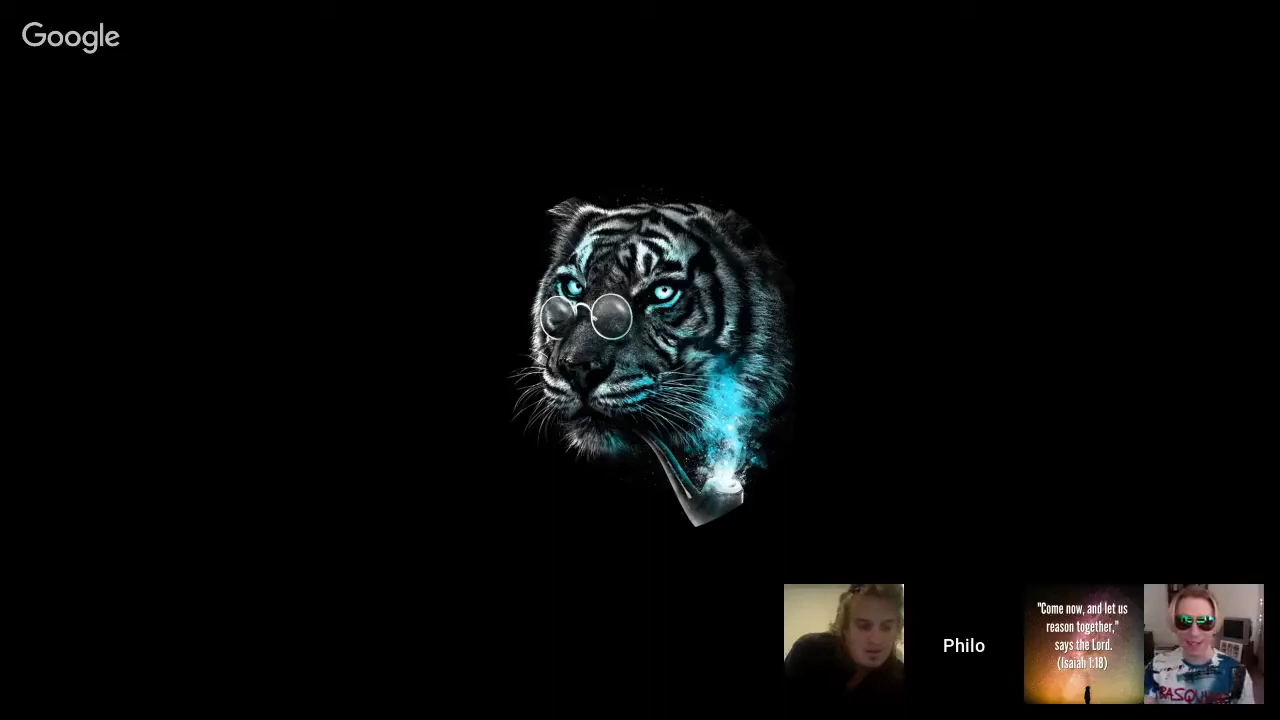 Google
Philo
"Come now, and let us
reason together,"
says the Lord.
(Isaiah 1:18)